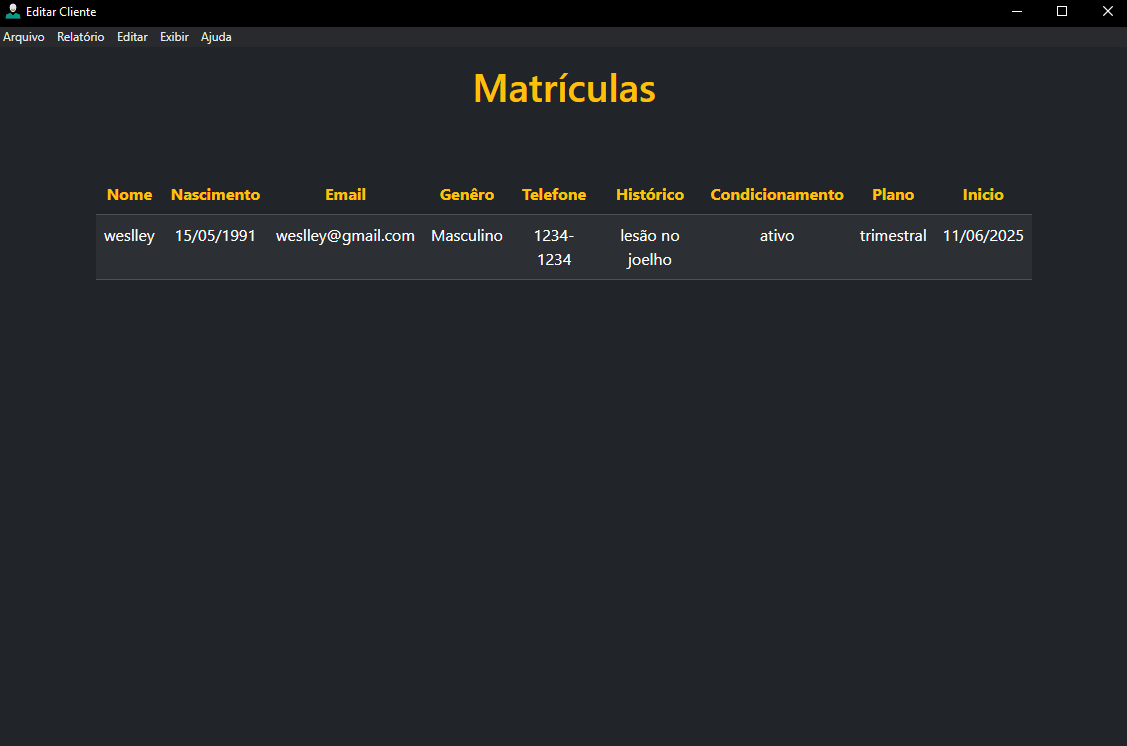 Editar Cliente
Arquivo Relatório Editar Exibir Ajuda
Matrículas
Nome Nascimento Email Genêro Telefone Histórico Condicionamento Plano Inicio
weslley 15/05/1991 weslley@gmail.com Masculino 1234- lesão no ativo trimestral 11/06/2025
1234 joelho